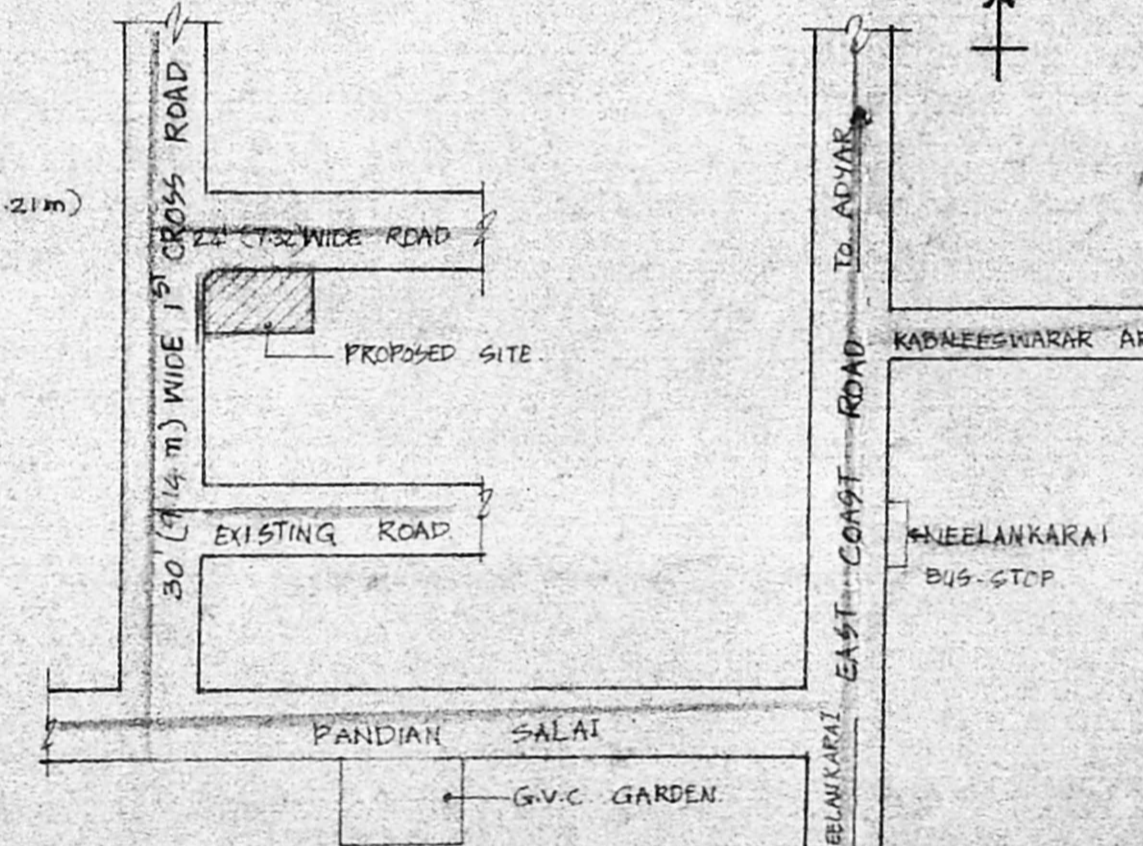 .21m)
30' (9.14 m) WIDE 1ST CROSS ROAD
24' (7.32) WIDE ROAD
PROPOSED SITE.
EXISTING ROAD.
PANDIAN SALAI
G.V.C. GARDEN.
EAST COAST ROAD TO ADYAR
EELANKARAI
KABALEESWARAR
NEELANKARAI
BUS-STOP.